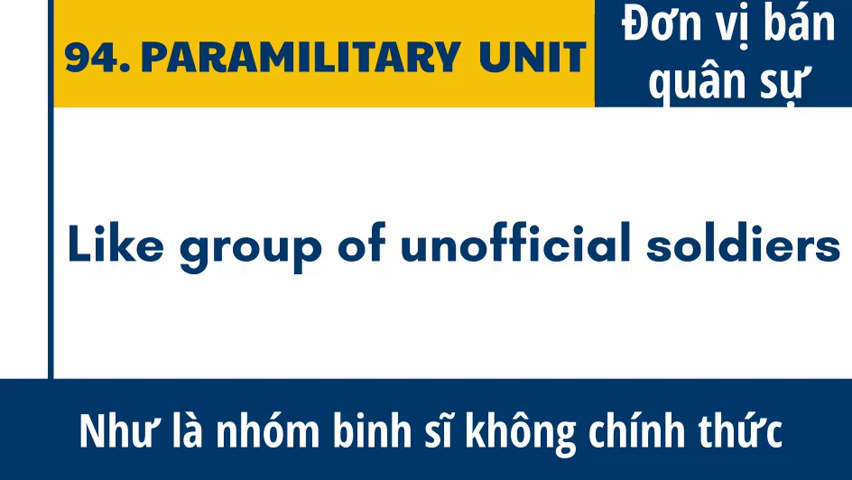 94. PARAMILITARY UNIT
Đơn vị bán
quân sự
Like group of unofficial soldiers
Như là nhóm binh sĩ không chính thức